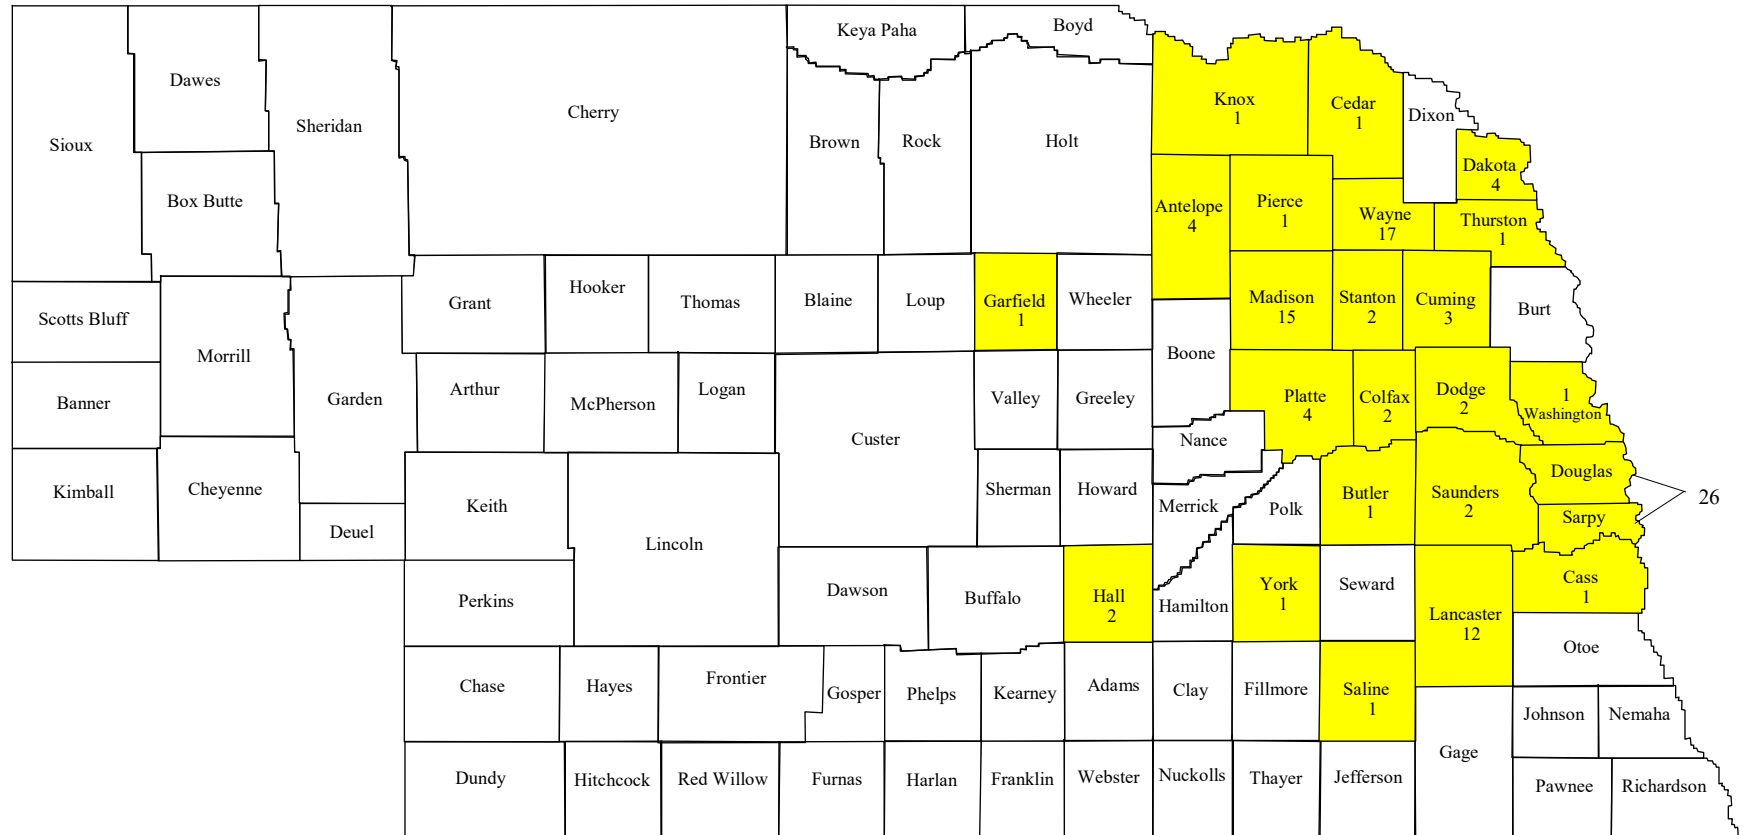 Keya Paha
Boyd
Dawes
Sioux
Sheridan
Cherry
Brown
Rock
Holt
Knox
1
Cedar
1
Dixon
Dakota
4
Box Butte
Antelope
4
Pierce
1
Wayne
17
Thurston
1
Scotts Bluff
Morrill
Grant
Hooker
Thomas
Blaine
Loup
Garfield
1
Wheeler
Boone
Madison
15
Stanton
2
Cuming
3
Burt
Banner
Garden
Arthur
McPherson
Logan
Custer
Valley
Greeley
Nance
Platte
4
Colfax
2
Dodge
2
1
Washington
Kimball
Cheyenne
Deuel
Keith
Lincoln
Sherman
Howard
Merrick
Polk
Butler
1
Saunders
2
Douglas
Sarpy
26
Perkins
Dawson
Buffalo
Hall
2
Hamilton
York
1
Seward
Lancaster
12
Cass
1
Otoe
Chase
Hayes
Frontier
Gosper
Phelps
Kearney
Adams
Clay
Fillmore
Saline
1
Johnson
Nemaha
Dundy
Hitchcock
Red Willow
Furnas
Harlan
Franklin
Webster
Nuckolls
Thayer
Jefferson
Gage
Pawnee
Richardson